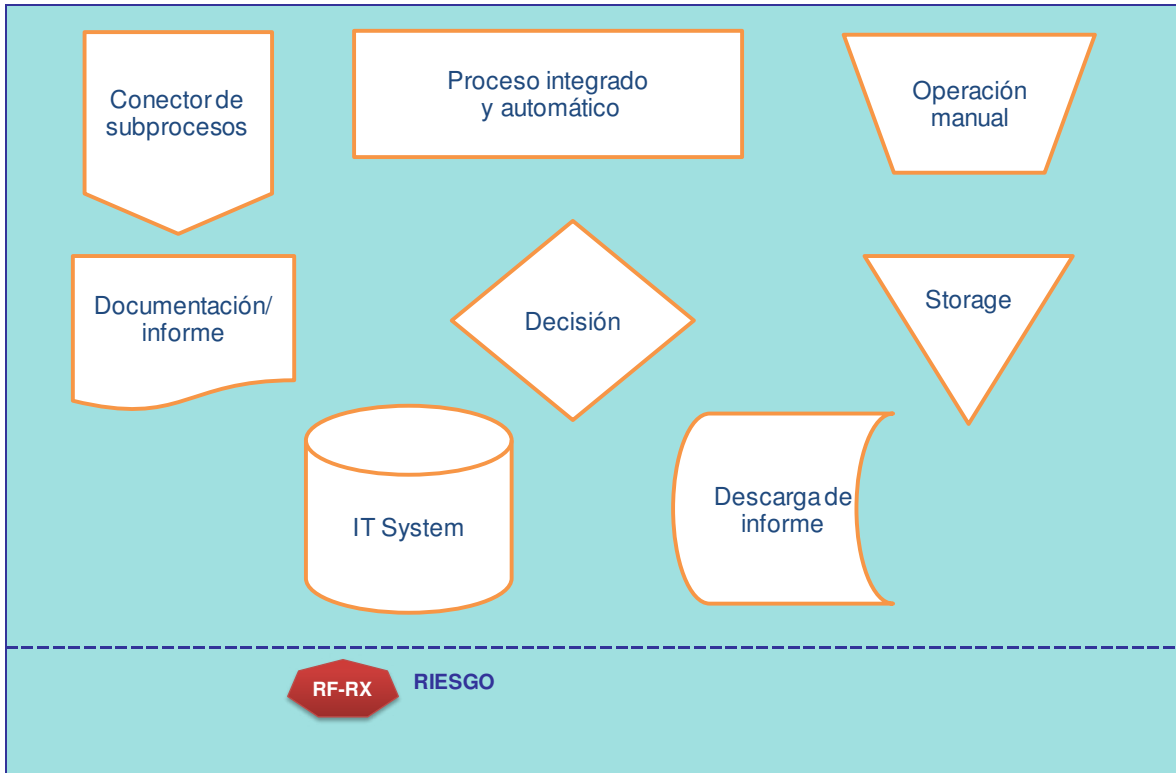 Conector de
subprocesos
Proceso integrado
y automático
Operación
manual
Documentación/
informe
Decisión
Storage
IT System
Descarga de
informe
RF-RX
RIESGO